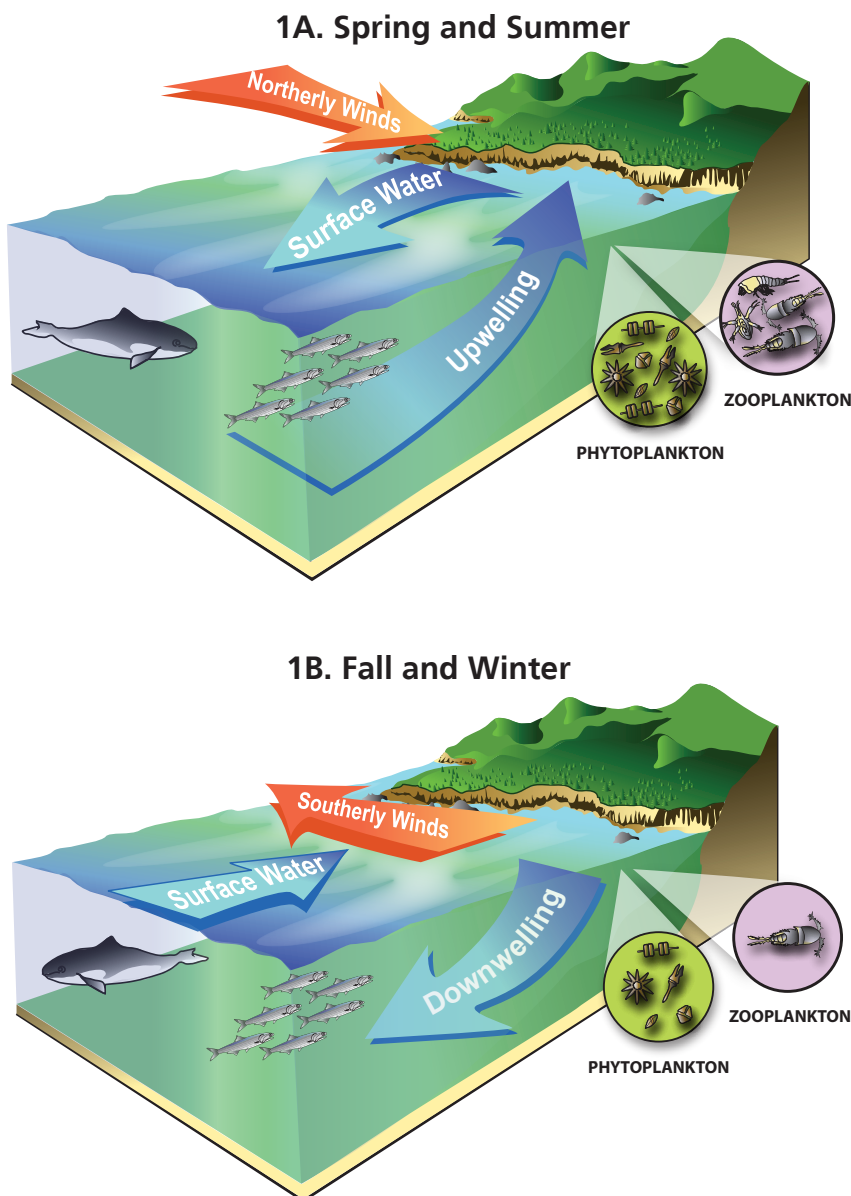 1A. Spring and Summer
Northerly Winds
Surface Water
Upwelling
ZOOPLANKTON
PHYTOPLANKTON
1B. Fall and Winter
Southerly Winds
Surface Water
Downwelling
ZOOPLANKTON
PHYTOPLANKTON